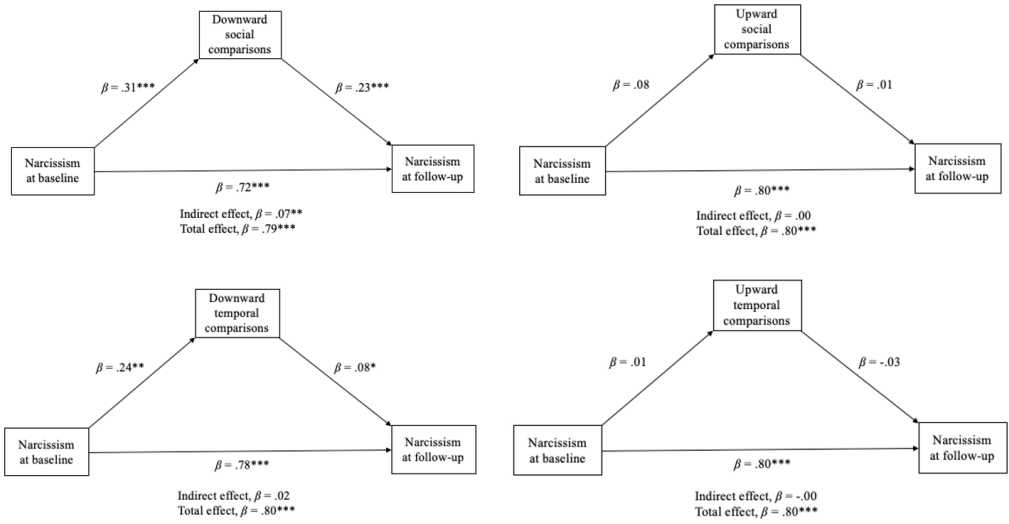 Downward
social
comparisons
β = .31***
β = .23***
Narcissism
at baseline
Narcissism
at follow-up
β = .72***
Indirect effect, β = .07**
Total effect, β = .79***
Upward
social
comparisons
β = .08
β = .01
Narcissism
at baseline
Narcissism
at follow-up
β = .80***
Indirect effect, β = .00
Total effect, β = .80***
Downward
temporal
comparisons
β = .24**
β = .08*
Narcissism
at baseline
Narcissism
at follow-up
β = .78***
Indirect effect, β = .02
Total effect, β = .80***
Upward
temporal
comparisons
β = .01
β = -.03
Narcissism
at baseline
Narcissism
at follow-up
β = .80***
Indirect effect, β = -.00
Total effect, β = .80***